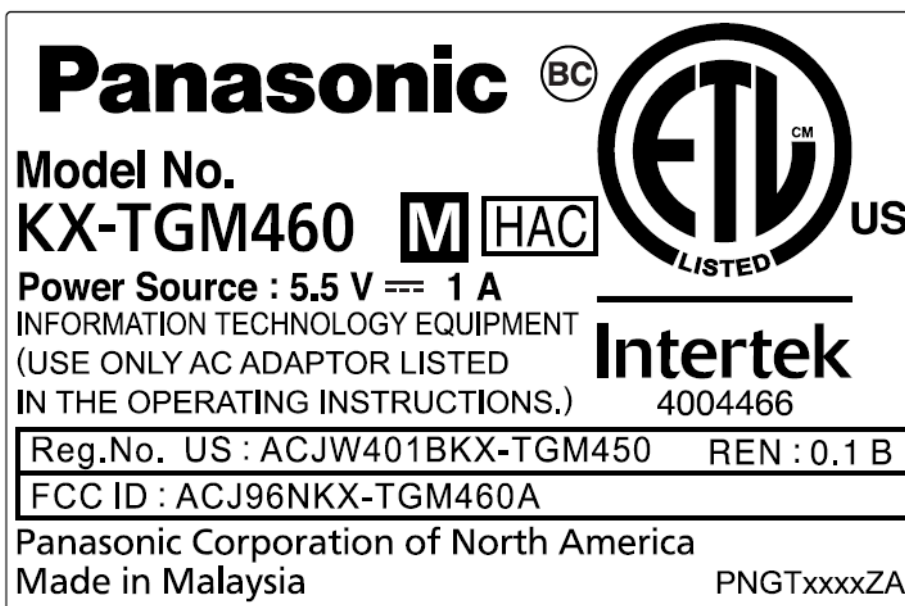 Panasonic BC
ETL CM
LISTED
US
Model No.
KX-TGM460 M HAC
Power Source : 5.5 V ⎓ 1 A
INFORMATION TECHNOLOGY EQUIPMENT
(USE ONLY AC ADAPTOR LISTED
IN THE OPERATING INSTRUCTIONS.)
Intertek
4004466
Reg.No. US : ACJW401BKX-TGM450 REN : 0.1 B
FCC ID : ACJ96NKX-TGM460A
Panasonic Corporation of North America
Made in Malaysia PNGTxxxxZA